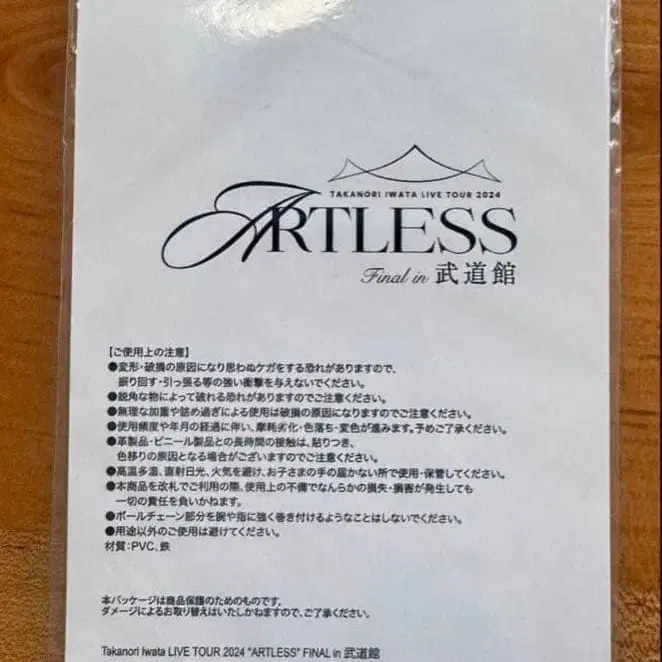 TAKANORI IWATA LIVE TOUR 2024
ARTLESS
Final in 武道館
【ご使用上の注意】
●変形・破損の原因になり思わぬケガをする恐れがありますので、
振り回す・引っ張る等の強い衝撃を与えないでください。
●鋭角な物によって破れる恐れがありますのでご注意ください。
●無理な加重や詰め過ぎによる使用は破損の原因になりますのでご注意ください。
●使用頻度や年月の経過に伴い、摩耗劣化・色落ち・変色が進みます。予めご了承ください。
●革製品・ビニール製品との長時間の接触は、貼りつき、
色移りの原因となる場合がございますのでご注意ください。
●高温多湿、直射日光、火気を避け、お子さまの手の届かない所で使用・保管してください。
●本商品を改札でご利用の際、使用上の不備でなんらかの損失・損害が発生しても
一切の責任を負いかねます。
●ボールチェーン部分を腕や指に強く巻き付けるようなことはしないでください。
●用途以外のご使用は避けてください。
材質：PVC、鉄
本パッケージは商品保護のためのものです。
ダメージによるお取り替えはいたしかねますので、ご了承ください。
Takanori Iwata LIVE TOUR 2024 "ARTLESS" FINAL in 武道館